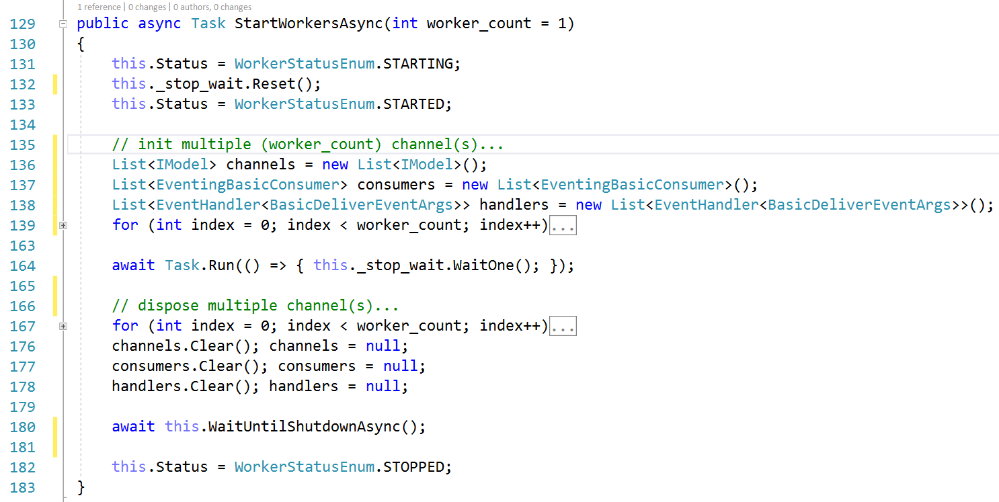 1 reference | 0 changes | 0 authors, 0 changes
129 public async Task StartWorkersAsync(int worker_count = 1)
130 {
131 this.Status = WorkerStatusEnum.STARTING;
132 this._stop_wait.Reset();
133 this.Status = WorkerStatusEnum.STARTED;
134
135 // init multiple (worker_count) channel(s)...
136 List<IModel> channels = new List<IModel>();
137 List<EventingBasicConsumer> consumers = new List<EventingBasicConsumer>();
138 List<EventHandler<BasicDeliverEventArgs>> handlers = new List<EventHandler<BasicDeliverEventArgs>>();
139 for (int index = 0; index < worker_count; index++)...
163
164 await Task.Run(() => { this._stop_wait.WaitOne(); });
165
166 // dispose multiple channel(s)...
167 for (int index = 0; index < worker_count; index++)...
176 channels.Clear(); channels = null;
177 consumers.Clear(); consumers = null;
178 handlers.Clear(); handlers = null;
179
180 await this.WaitUntilShutdownAsync();
181
182 this.Status = WorkerStatusEnum.STOPPED;
183 }